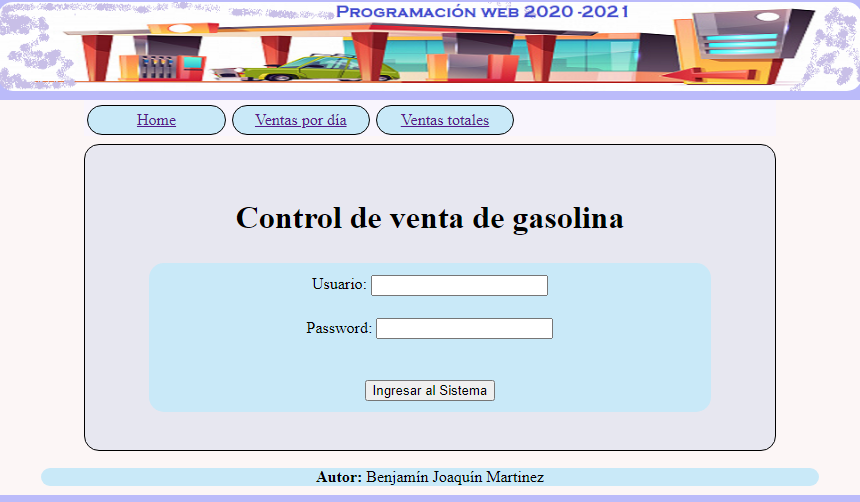 Programación web 2020 -2021
Home Ventas por día Ventas totales
Control de venta de gasolina
Usuario:
Password:
Ingresar al Sistema
Autor: Benjamín Joaquín Martinez